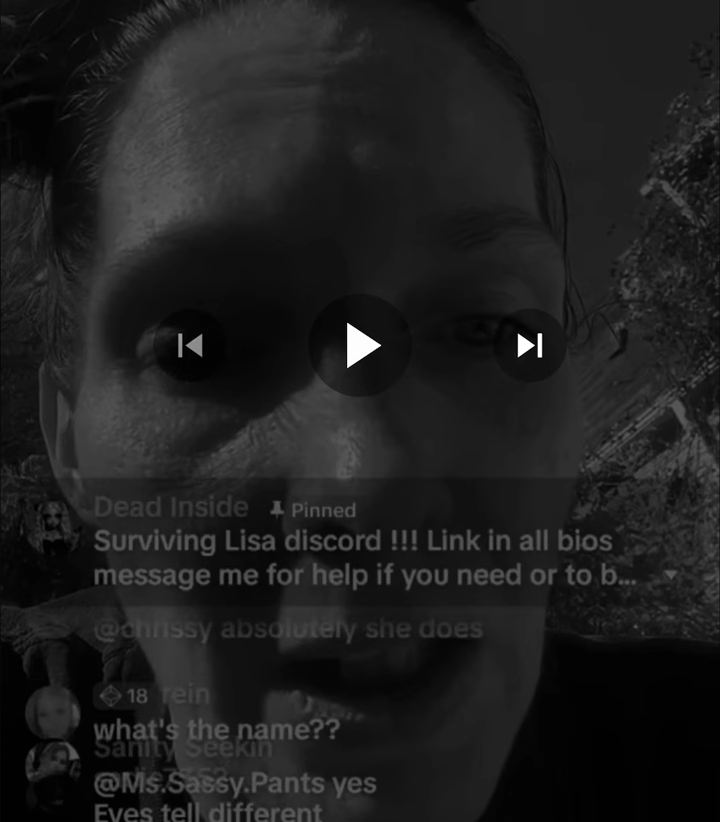 Dead Inside Pinned
Surviving Lisa discord !!! Link in all bios
message me for help if you need or to b...
@chrissy absolutely she does
18 rein
what's the name??
Sanity Seekin
@Ms.Sassy.Pants yes
Eyes tell different